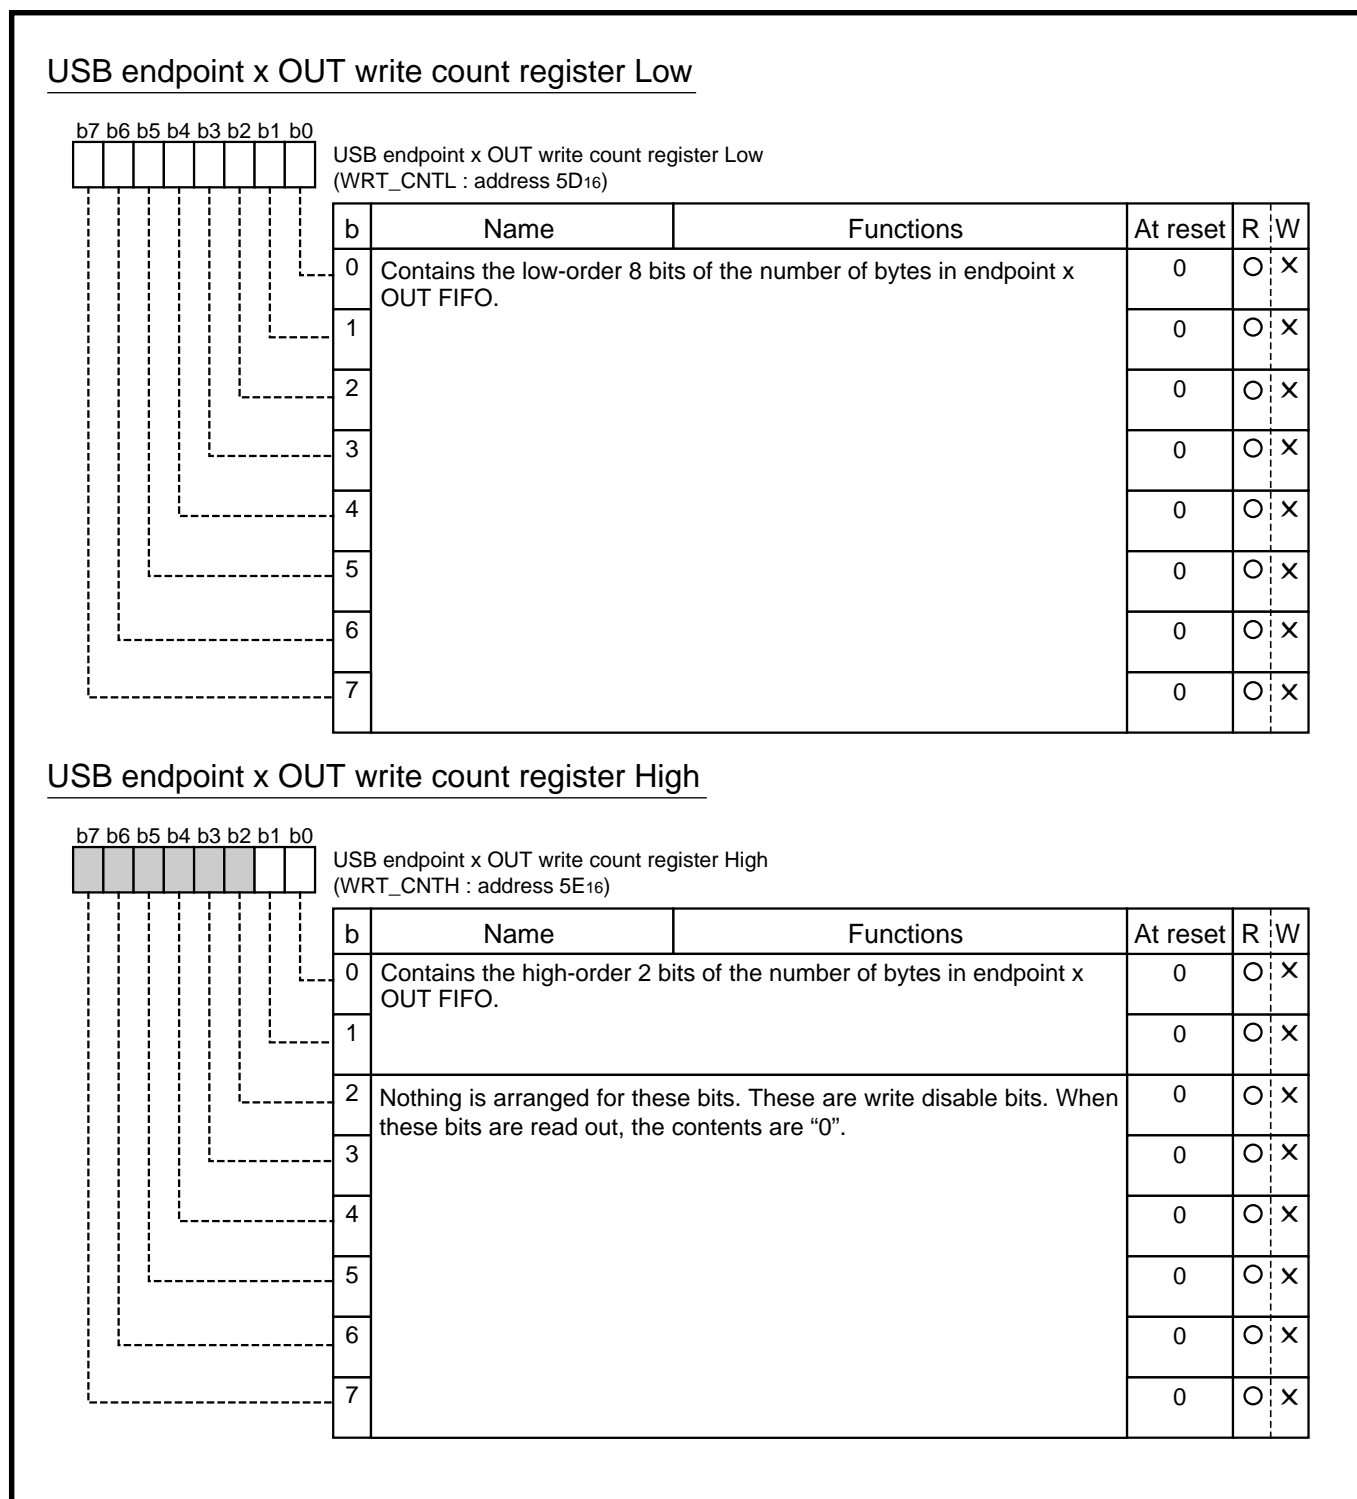 USB endpoint x OUT write count register Low
b7 b6 b5 b4 b3 b2 b1 b0
USB endpoint x OUT write count register Low
(WRT_CNTL : address 5D16)
b Name Functions At reset R W
0 Contains the low-order 8 bits of the number of bytes in endpoint x 0 O X
OUT FIFO.
1 0 O X
2 0 O X
3 0 O X
4 0 O X
5 0 O X
6 0 O X
7 0 O X
USB endpoint x OUT write count register High
b7 b6 b5 b4 b3 b2 b1 b0
USB endpoint x OUT write count register High
(WRT_CNTH : address 5E16)
b Name Functions At reset R W
0 Contains the high-order 2 bits of the number of bytes in endpoint x 0 O X
OUT FIFO.
1 0 O X
2 Nothing is arranged for these bits. These are write disable bits. When 0 O X
these bits are read out, the contents are “0”.
3 0 O X
4 0 O X
5 0 O X
6 0 O X
7 0 O X